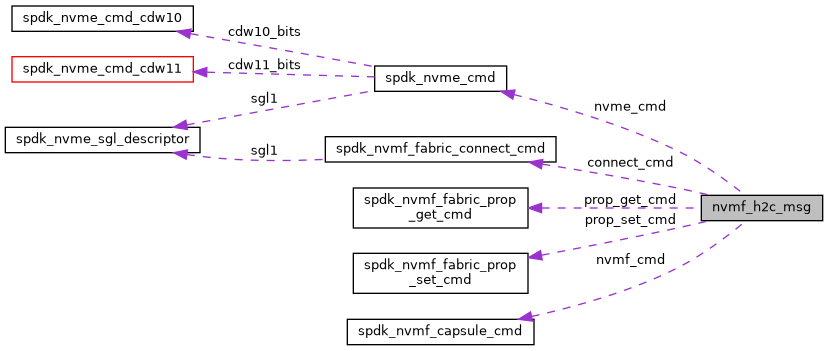 spdk_nvme_cmd_cdw10
cdw10_bits
spdk_nvme_cmd_cdw11
cdw11_bits
spdk_nvme_cmd
sgl1
nvme_cmd
spdk_nvme_sgl_descriptor
sgl1
spdk_nvmf_fabric_connect_cmd
connect_cmd
spdk_nvmf_fabric_prop
_get_cmd
prop_get_cmd
nvmf_h2c_msg
prop_set_cmd
spdk_nvmf_fabric_prop
_set_cmd
nvmf_cmd
spdk_nvmf_capsule_cmd